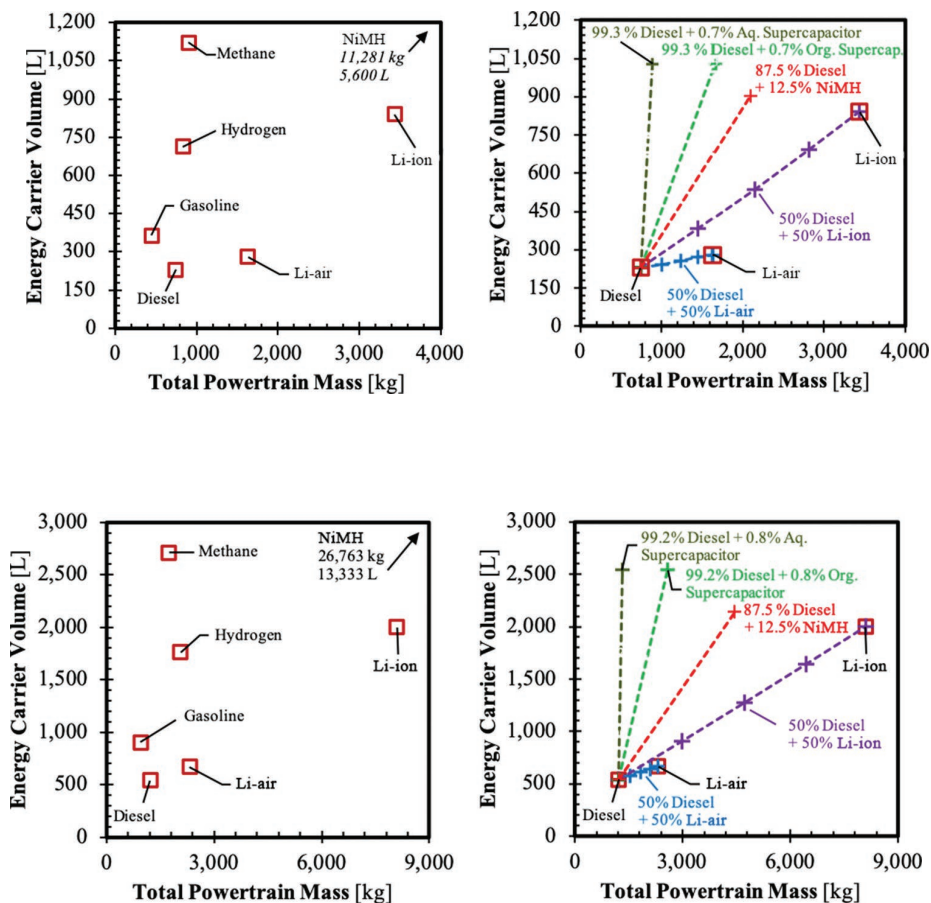 1,200
1,050
900
750
600
450
300
150
0
Energy Carrier Volume [L]
Methane
NiMH
11,281 kg
5,600 L
Hydrogen
Li-ion
Gasoline
Diesel
Li-air
0
1,000
2,000
3,000
4,000
Total Powertrain Mass [kg]
1,200
1,050
900
750
600
450
300
150
0
Energy Carrier Volume [L]
99.3 % Diesel + 0.7% Aq. Supercapacitor
99.3 % Diesel + 0.7% Org. Supercap.
87.5 % Diesel
+ 12.5% NiMH
Li-ion
50% Diesel
+ 50% Li-ion
Li-air
Diesel
50% Diesel
+ 50% Li-air
0
1,000
2,000
3,000
4,000
Total Powertrain Mass [kg]
3,000
2,500
2,000
1,500
1,000
500
0
Energy Carrier Volume [L]
Methane
NiMH
26,763 kg
13,333 L
Hydrogen
Li-ion
Gasoline
Li-air
Diesel
0
3,000
6,000
9,000
Total Powertrain Mass [kg]
3,000
2,500
2,000
1,500
1,000
500
0
Energy Carrier Volume [L]
99.2% Diesel + 0.8% Aq.
Supercapacitor
99.2% Diesel + 0.8% Org.
Supercapacitor
87.5 % Diesel
+ 12.5% NiMH
Li-ion
50% Diesel
+ 50% Li-ion
Li-air
Diesel
50% Diesel
+ 50% Li-air
0
3,000
6,000
9,000
Total Powertrain Mass [kg]